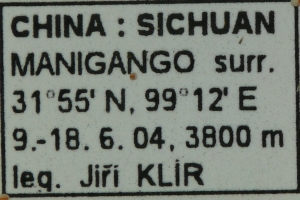 CHINA : SICHUAN
MANIGANGO surr.
31°55' N, 99°12' E
9.-18. 6. 04, 3800 m
leg. Jiří KLÍR